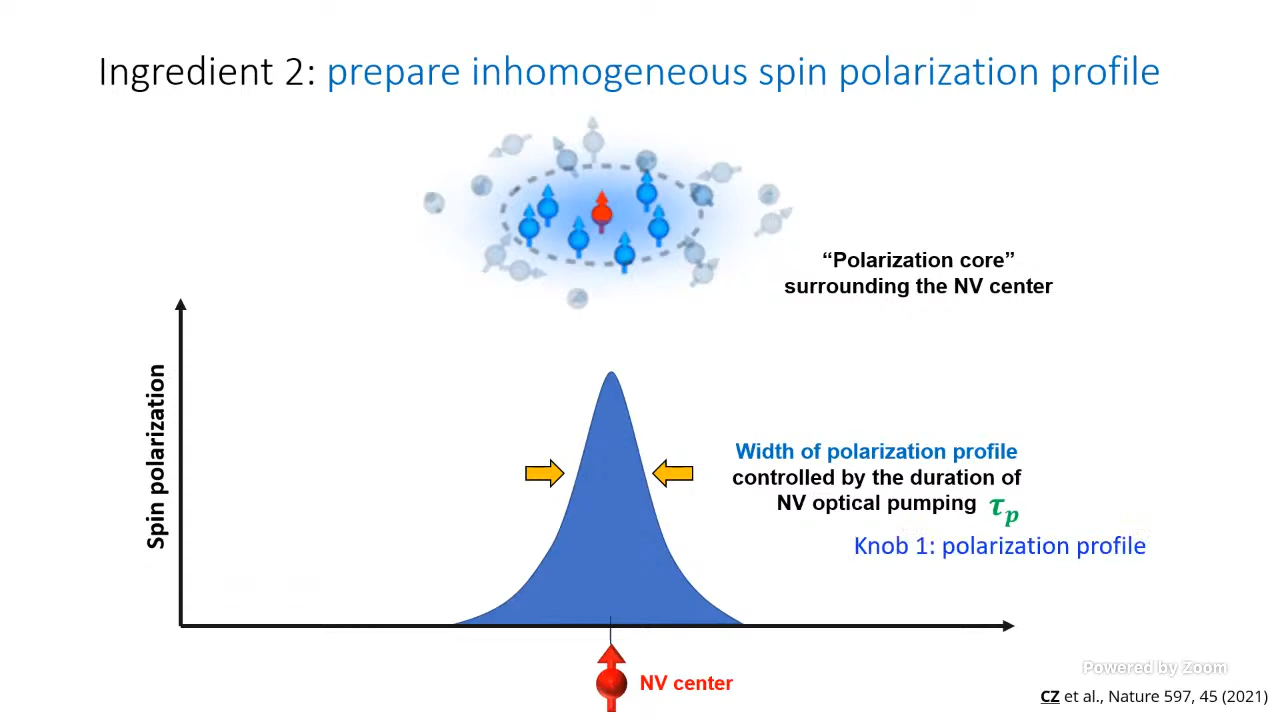 Ingredient 2: prepare inhomogeneous spin polarization profile
“Polarization core”
surrounding the NV center
Spin polarization
Width of polarization profile
controlled by the duration of
NV optical pumping τₚ
Knob 1: polarization profile
NV center
Powered by Zoom
CZ et al., Nature 597, 45 (2021)